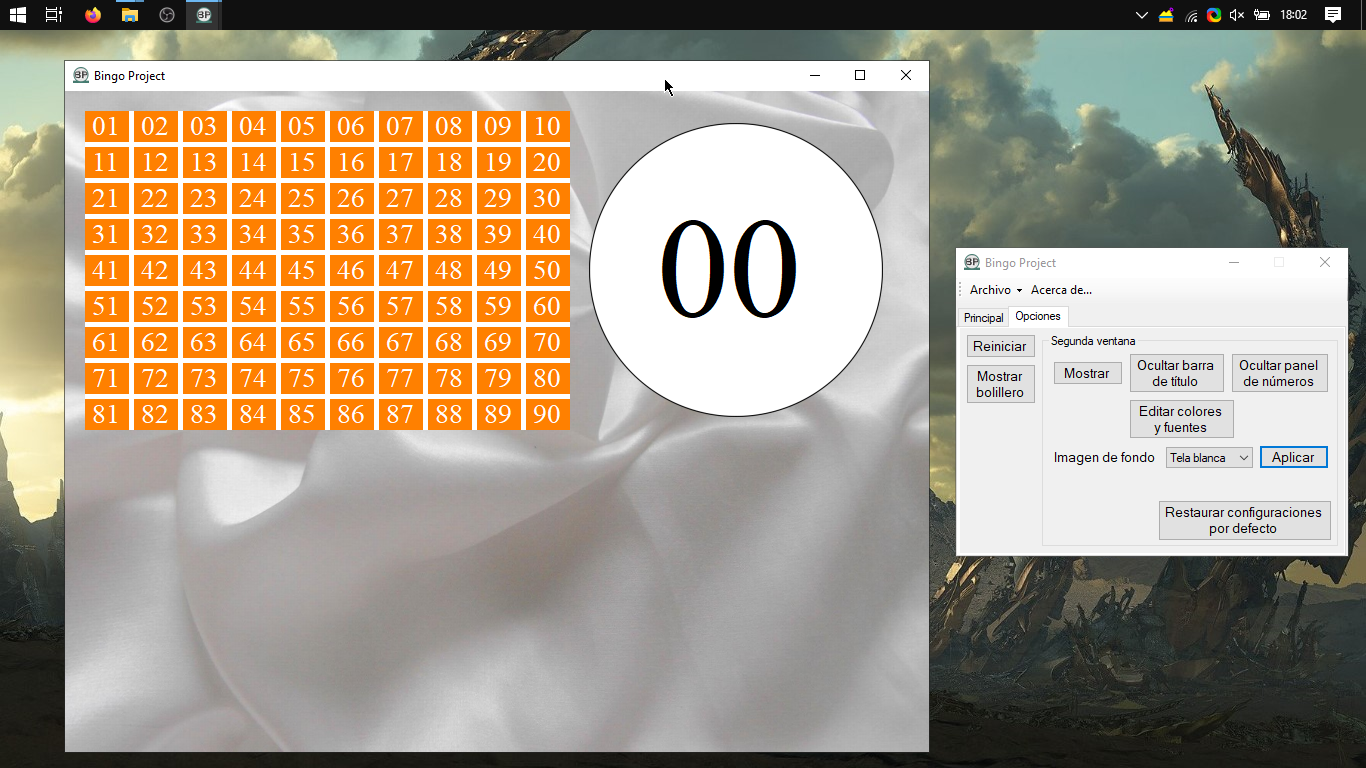 18:02
BP Bingo Project
01 02 03 04 05 06 07 08 09 10
11 12 13 14 15 16 17 18 19 20
21 22 23 24 25 26 27 28 29 30
31 32 33 34 35 36 37 38 39 40
41 42 43 44 45 46 47 48 49 50
51 52 53 54 55 56 57 58 59 60
61 62 63 64 65 66 67 68 69 70
71 72 73 74 75 76 77 78 79 80
81 82 83 84 85 86 87 88 89 90
00
BP Bingo Project
Archivo Acerca de...
Principal Opciones
Reiniciar
Mostrar
bolillero
Segunda ventana
Mostrar
Ocultar barra
de título
Ocultar panel
de números
Editar colores
y fuentes
Imagen de fondo Tela blanca Aplicar
Restaurar configuraciones
por defecto